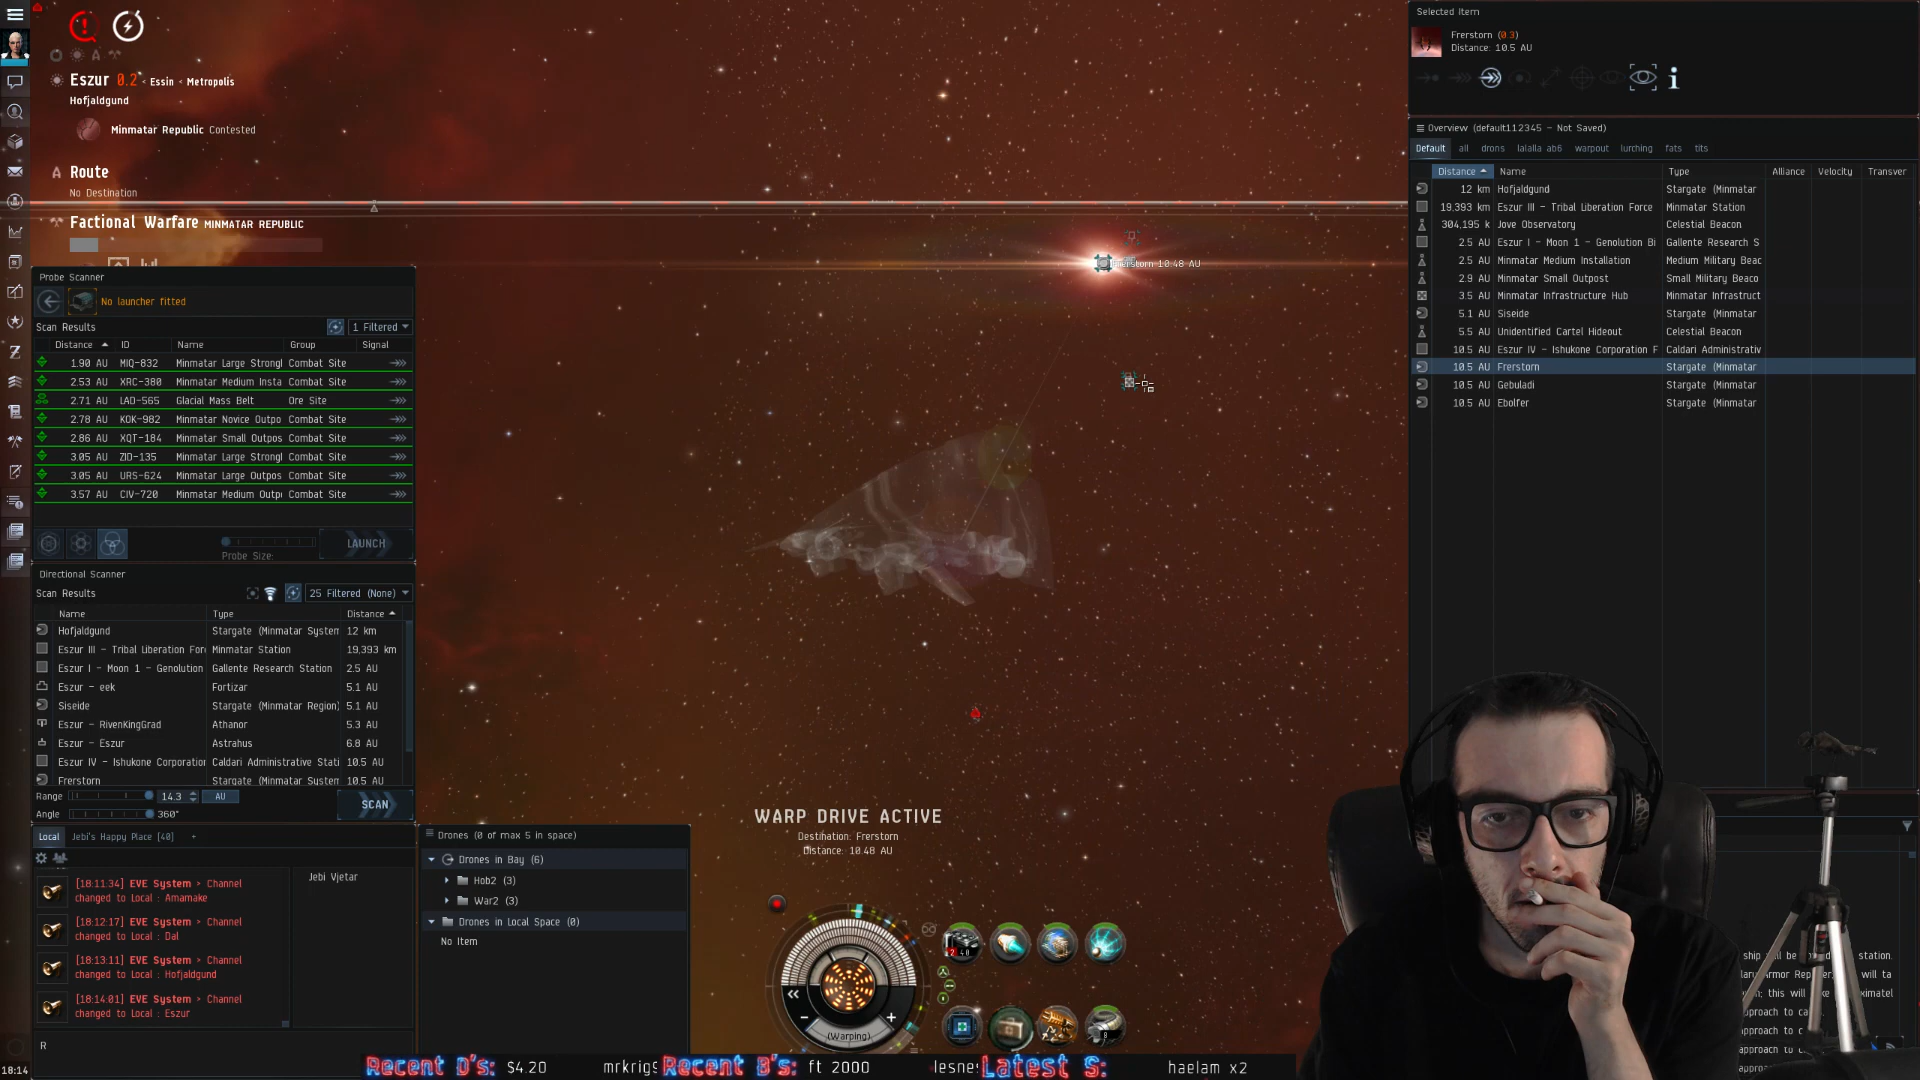 Eszur 0.2 < Essin < Metropolis
Hofjaldgund
Minmatar Republic Contested
Route
No Destination
Factional Warfare MINMATAR REPUBLIC
Probe Scanner
No launcher fitted
Scan Results 1 Filtered
Distance ID Name Group Signal
1.90 AU MIQ-832 Minmatar Large Strongl Combat Site
2.53 AU XRC-380 Minmatar Medium Insta Combat Site
2.71 AU LAO-565 Glacial Mass Belt Ore Site
2.78 AU KOK-982 Minmatar Novice Outpo Combat Site
2.86 AU XQT-184 Minmatar Small Outpos Combat Site
3.05 AU ZID-135 Minmatar Large Strongl Combat Site
3.05 AU URS-624 Minmatar Large Outpos Combat Site
3.57 AU CIV-720 Minmatar Medium Outp Combat Site
Probe Size:
LAUNCH
Directional Scanner
Scan Results 25 Filtered (None)
Name Type Distance
Hofjaldgund Stargate (Minmatar System 12 km
Eszur III - Tribal Liberation For Minmatar Station 19,393 km
Eszur I - Moon 1 - Genolution Gallente Research Station 2.5 AU
Eszur - eek Fortizar 5.1 AU
Siseide Stargate (Minmatar Region) 5.1 AU
Eszur - RivenKingGrad Athanor 5.3 AU
Eszur - Eszur Astrahus 6.8 AU
Eszur IV - Ishukone Corporation Caldari Administrative Stati 10.5 AU
Frerstorn Stargate (Minmatar System 10.5 AU
Range 14.3 AU
Angle 360°
SCAN
Local Jebi's Happy Place [40] +
[18:11:34] EVE System > Channel
changed to Local : Amamake
[18:12:17] EVE System > Channel
changed to Local : Dal
[18:13:11] EVE System > Channel
changed to Local : Hofjaldgund
[18:14:01] EVE System > Channel
changed to Local : Eszur
Jebi Vjetar
R
18:14
Drones (0 of max 5 in space)
Drones in Bay (6)
Hob2 (3)
War2 (3)
Drones in Local Space (0)
No Item
Frerstorn 10.48 AU
WARP DRIVE ACTIVE
Destination: Frerstorn
Distance: 10.48 AU
(Warping)
Recent D's: $4.20 mrkrig Recent B's: ft 2000 lesne Latest S: haelam x2
Selected Item
Frerstorn (0.3)
Distance: 10.5 AU
Overview (default112345 - Not Saved)
Default all drons lalalla ab6 warpout lurching fats tits
Distance Name Type Alliance Velocity Transver
12 km Hofjaldgund Stargate (Minmatar
19,393 km Eszur III - Tribal Liberation Force Minmatar Station
304,195 k Jove Observatory Celestial Beacon
2.5 AU Eszur I - Moon 1 - Genolution Bi Gallente Research S
2.5 AU Minmatar Medium Installation Medium Military Beac
2.9 AU Minmatar Small Outpost Small Military Beaco
3.5 AU Minmatar Infrastructure Hub Minmatar Infrastruct
5.1 AU Siseide Stargate (Minmatar
5.5 AU Unidentified Cartel Hideout Celestial Beacon
10.5 AU Eszur IV - Ishukone Corporation F Caldari Administrativ
10.5 AU Frerstorn Stargate (Minmatar
10.5 AU Gebuladi Stargate (Minmatar
10.5 AU Ebolfer Stargate (Minmatar
ship station.
Armor will ta
this will
approach to
approach to
approach to